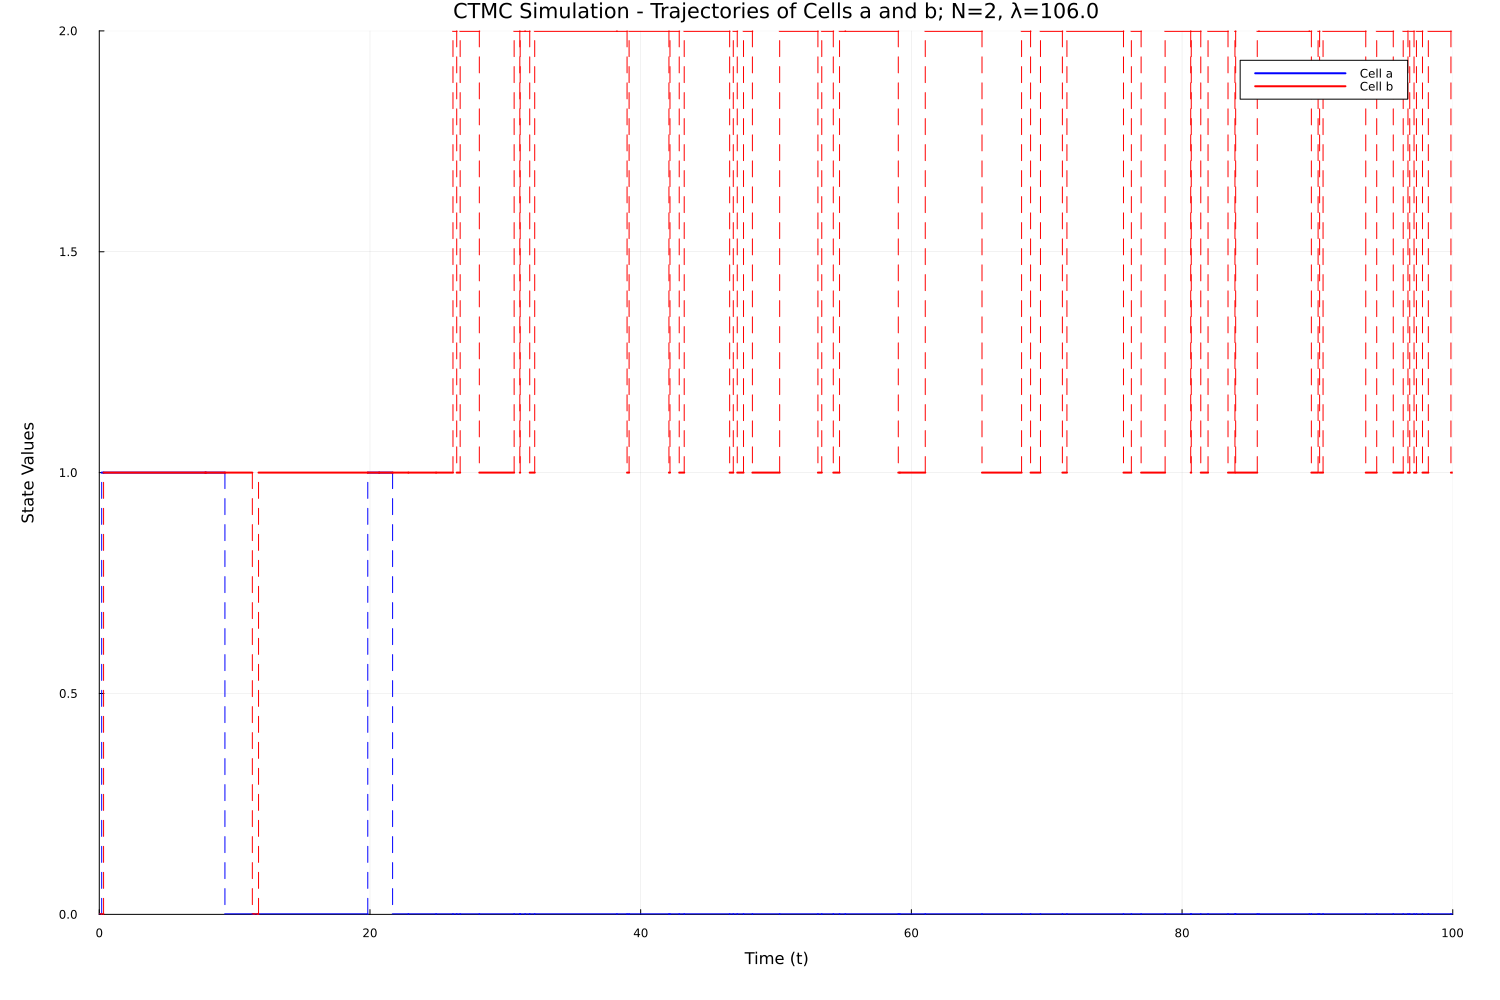 CTMC Simulation - Trajectories of Cells a and b; N=2, λ=106.0
2.0
Cell a
Cell b
1.5
State Values
1.0
0.5
0.0
0 20 40 60 80 100
Time (t)